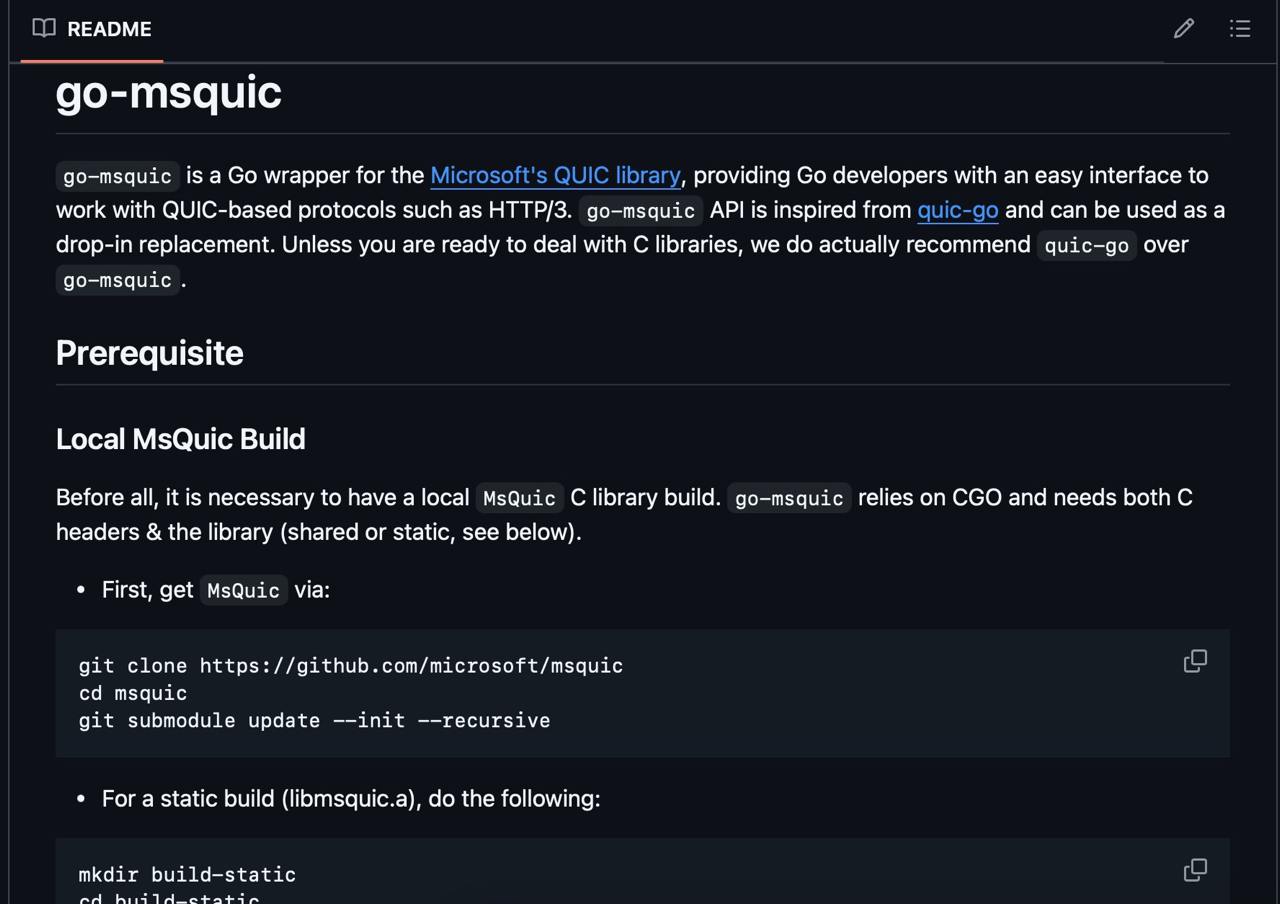 README
go-msquic
go-msquic is a Go wrapper for the Microsoft's QUIC library, providing Go developers with an easy interface to
work with QUIC-based protocols such as HTTP/3. go-msquic API is inspired from quic-go and can be used as a
drop-in replacement. Unless you are ready to deal with C libraries, we do actually recommend quic-go over
go-msquic.
Prerequisite
Local MsQuic Build
Before all, it is necessary to have a local MsQuic C library build. go-msquic relies on CGO and needs both C
headers & the library (shared or static, see below).
• First, get MsQuic via:
git clone https://github.com/microsoft/msquic
cd msquic
git submodule update --init --recursive
• For a static build (libmsquic.a), do the following:
mkdir build-static
cd build-static